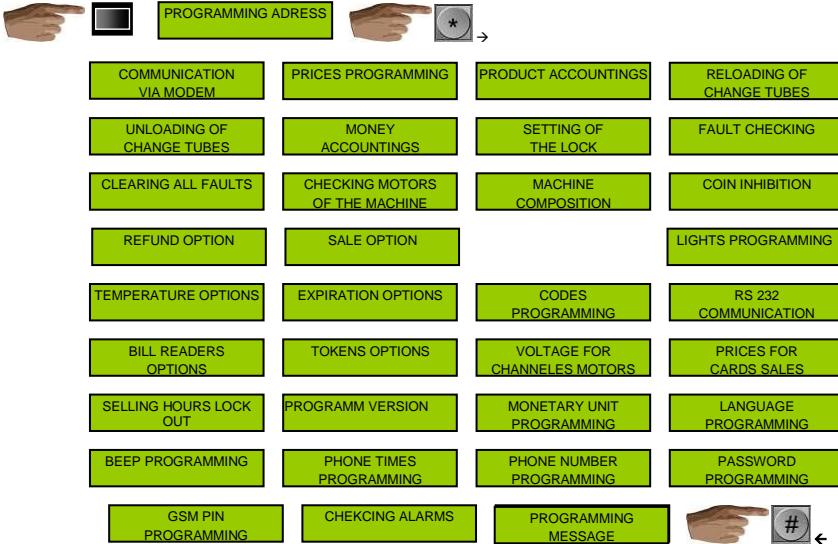 PROGRAMMING ADRESS
* →
COMMUNICATION
VIA MODEM
PRICES PROGRAMMING
PRODUCT ACCOUNTINGS
RELOADING OF
CHANGE TUBES
UNLOADING OF
CHANGE TUBES
MONEY
ACCOUNTINGS
SETTING OF
THE LOCK
FAULT CHECKING
CLEARING ALL FAULTS
CHECKING MOTORS
OF THE MACHINE
MACHINE
COMPOSITION
COIN INHIBITION
REFUND OPTION
SALE OPTION
LIGHTS PROGRAMMING
TEMPERATURE OPTIONS
EXPIRATION OPTIONS
CODES
PROGRAMMING
RS 232
COMMUNICATION
BILL READERS
OPTIONS
TOKENS OPTIONS
VOLTAGE FOR
CHANNELES MOTORS
PRICES FOR
CARDS SALES
SELLING HOURS LOCK
OUT
PROGRAMM VERSION
MONETARY UNIT
PROGRAMMING
LANGUAGE
PROGRAMMING
BEEP PROGRAMMING
PHONE TIMES
PROGRAMMING
PHONE NUMBER
PROGRAMMING
PASSWORD
PROGRAMMING
GSM PIN
PROGRAMMING
CHEKCING ALARMS
PROGRAMMING
MESSAGE
# ←